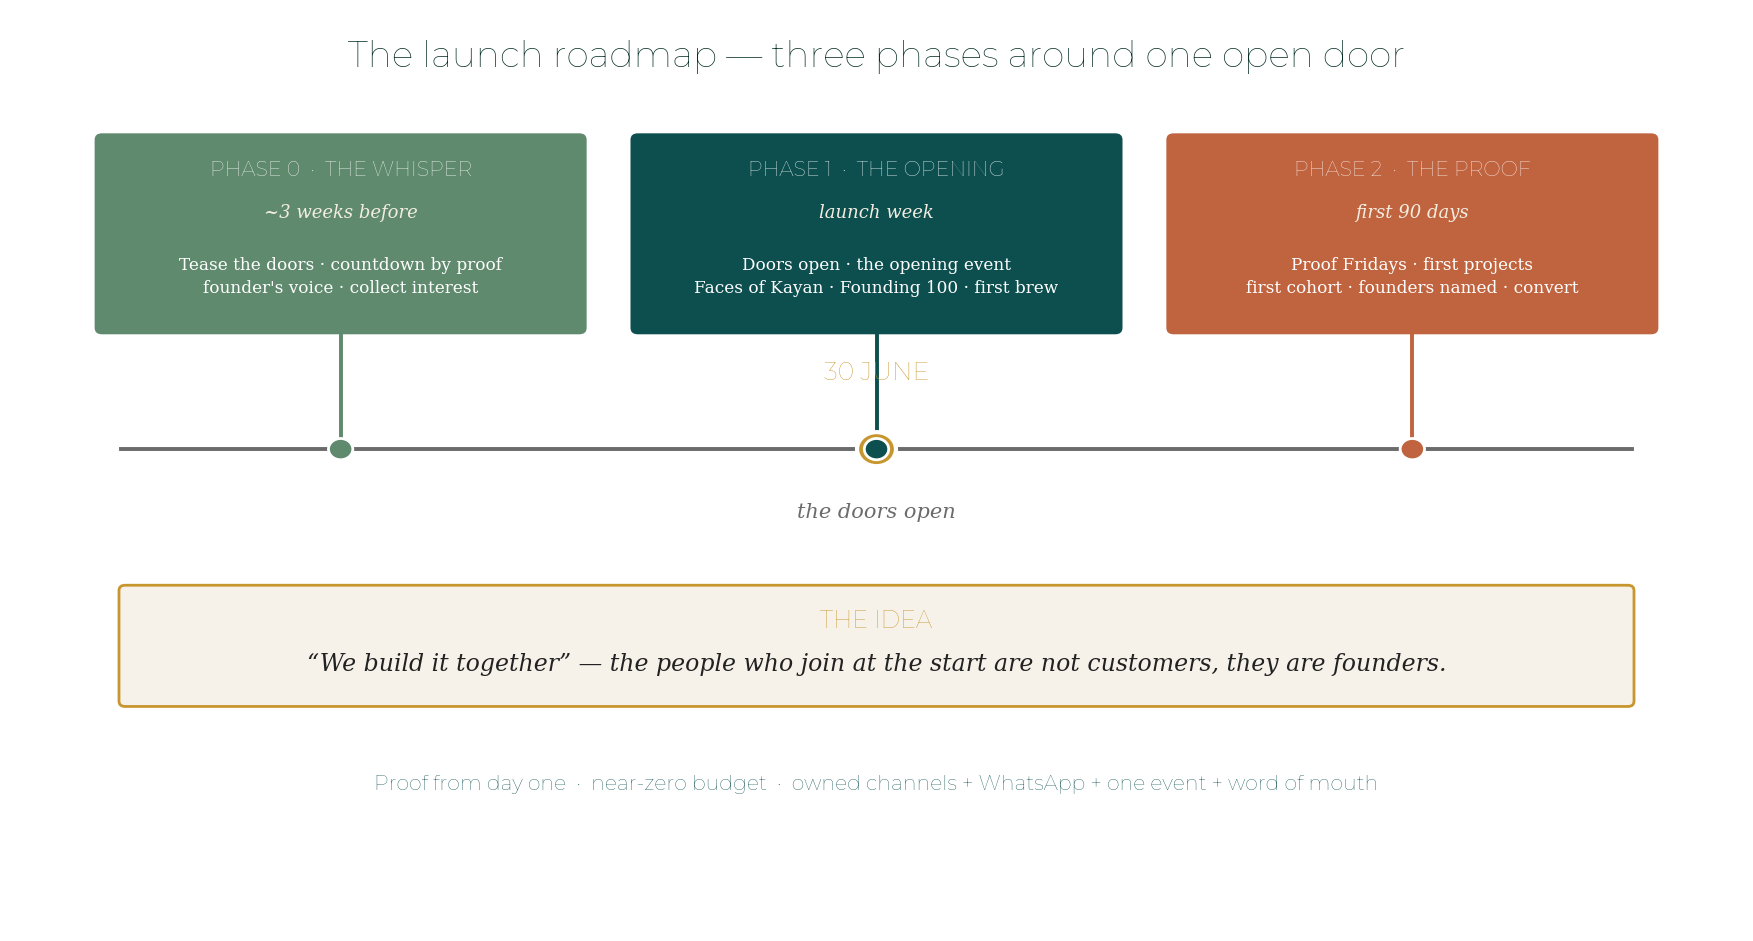 The launch roadmap — three phases around one open door
PHASE 0 · THE WHISPER
~3 weeks before
Tease the doors · countdown by proof
founder's voice · collect interest
PHASE 1 · THE OPENING
launch week
Doors open · the opening event
Faces of Kayan · Founding 100 · first brew
PHASE 2 · THE PROOF
first 90 days
Proof Fridays · first projects
first cohort · founders named · convert
30 JUNE
the doors open
THE IDEA
“We build it together” — the people who join at the start are not customers, they are founders.
Proof from day one · near-zero budget · owned channels + WhatsApp + one event + word of mouth